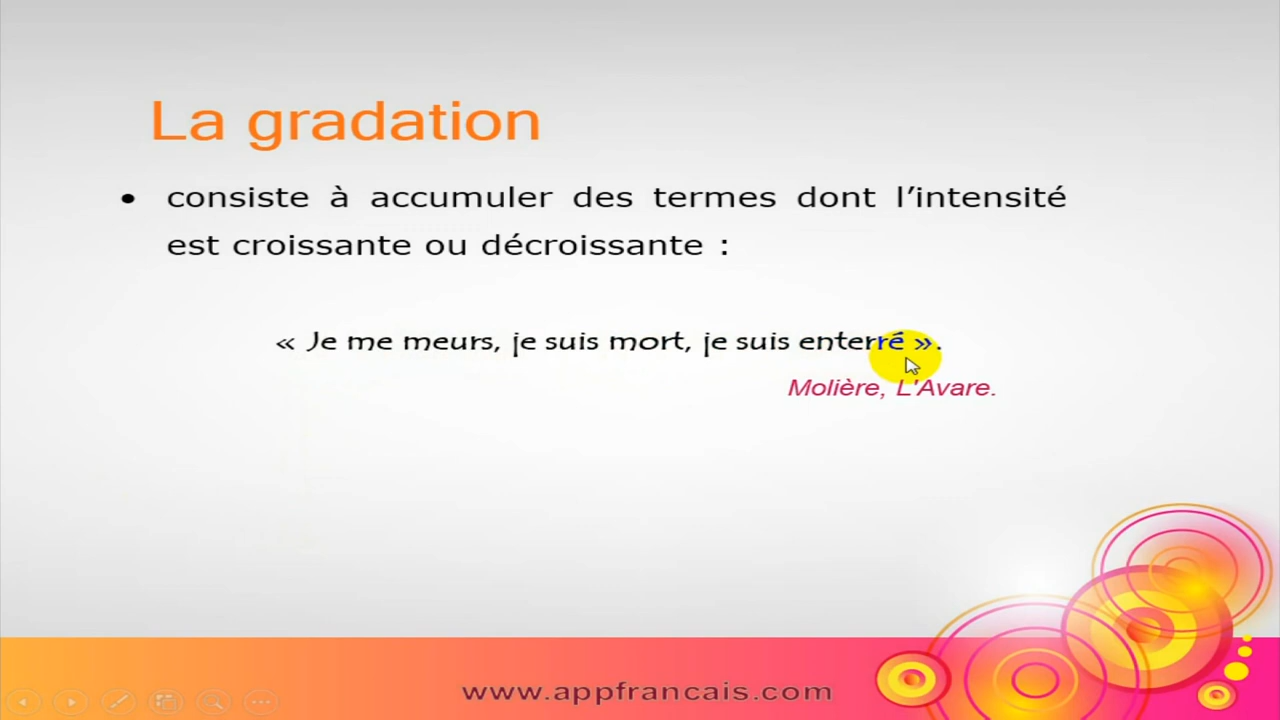 La gradation
• consiste à accumuler des termes dont l’intensité
est croissante ou décroissante :
« Je me meurs, je suis mort, je suis enterré ».
Molière, L'Avare.
www.appfrancais.com